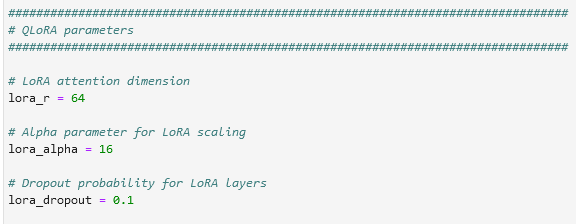 ################################################################################
# QLoRA parameters
################################################################################
# LoRA attention dimension
lora_r = 64
# Alpha parameter for LoRA scaling
lora_alpha = 16
# Dropout probability for LoRA layers
lora_dropout = 0.1